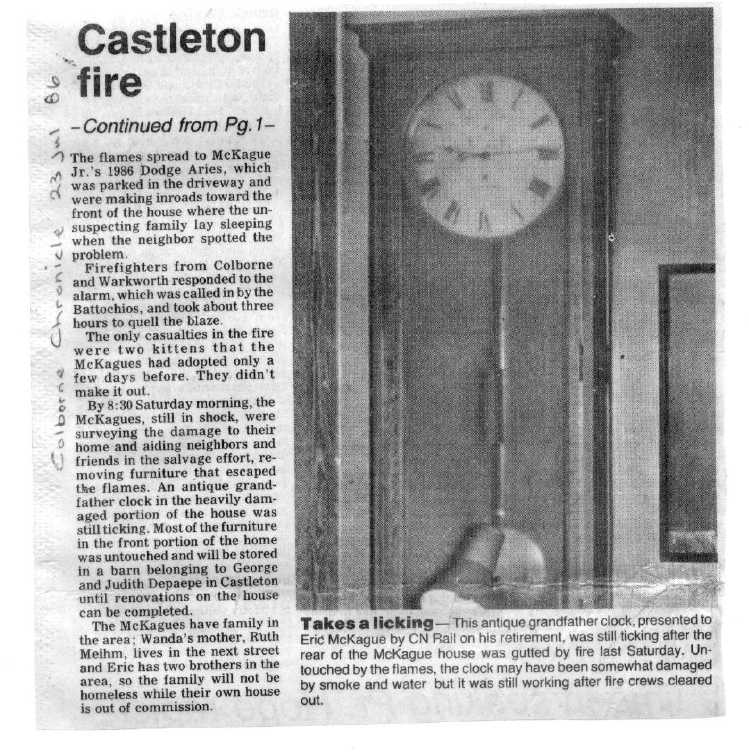 Castleton
fire
–Continued from Pg. 1–
The flames spread to McKague
Jr.'s 1986 Dodge Aries, which
was parked in the driveway and
were making inroads toward the
front of the house where the un-
suspecting family lay sleeping
when the neighbor spotted the
problem.
Firefighters from Colborne
and Warkworth responded to the
alarm, which was called in by the
Battochios, and took about three
hours to quell the blaze.
The only casualties in the fire
were two kittens that the
McKagues had adopted only a
few days before. They didn't
make it out.
By 8:30 Saturday morning, the
McKagues, still in shock, were
surveying the damage to their
home and aiding neighbors and
friends in the salvage effort, re-
moving furniture that escaped
the flames. An antique grand-
father clock in the heavily dam-
aged portion of the house was
still ticking. Most of the furniture
in the front portion of the home
was untouched and will be stored
in a barn belonging to George
and Judith Depaepe in Castleton
until renovations on the house
can be completed.
The McKagues have family in
the area; Wanda's mother, Ruth
Meihm, lives in the next street
and Eric has two brothers in the
area, so the family will not be
homeless while their own house
is out of commission.
Colborne Chronicle 23 Jul 86
Takes a licking— This antique grandfather clock, presented to
Eric McKague by CN Rail on his retirement, was still ticking after the
rear of the McKague house was gutted by fire last Saturday. Un-
touched by the flames, the clock may have been somewhat damaged
by smoke and water but it was still working after fire crews cleared
out.